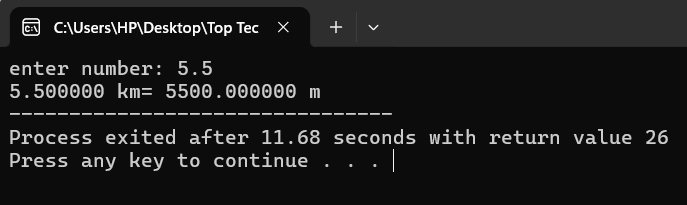 C:\Users\HP\Desktop\Top Tec
enter number: 5.5
5.500000 km= 5500.000000 m
--------------------------------
Process exited after 11.68 seconds with return value 26
Press any key to continue . . .